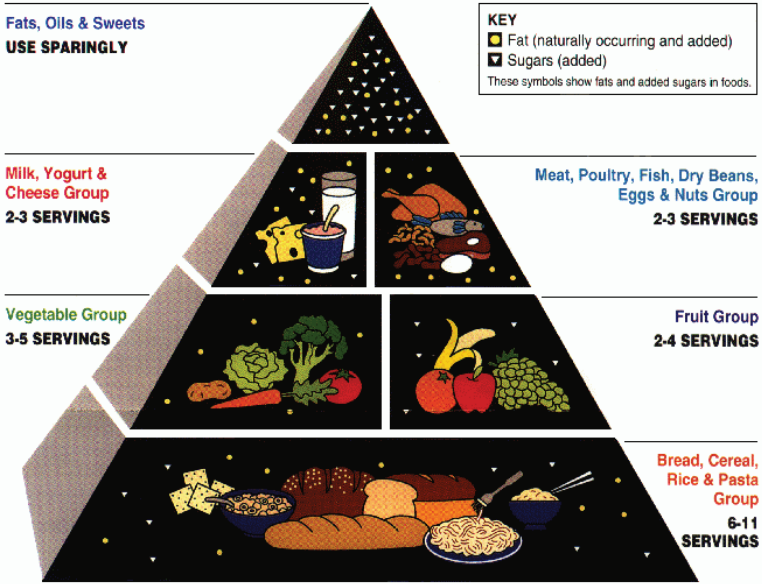 Fats, Oils & Sweets
USE SPARINGLY
KEY
Fat (naturally occurring and added)
Sugars (added)
These symbols show fats and added sugars in foods.
Milk, Yogurt &
Cheese Group
2-3 SERVINGS
Meat, Poultry, Fish, Dry Beans,
Eggs & Nuts Group
2-3 SERVINGS
Vegetable Group
3-5 SERVINGS
Fruit Group
2-4 SERVINGS
Bread, Cereal,
Rice & Pasta
Group
6-11
SERVINGS